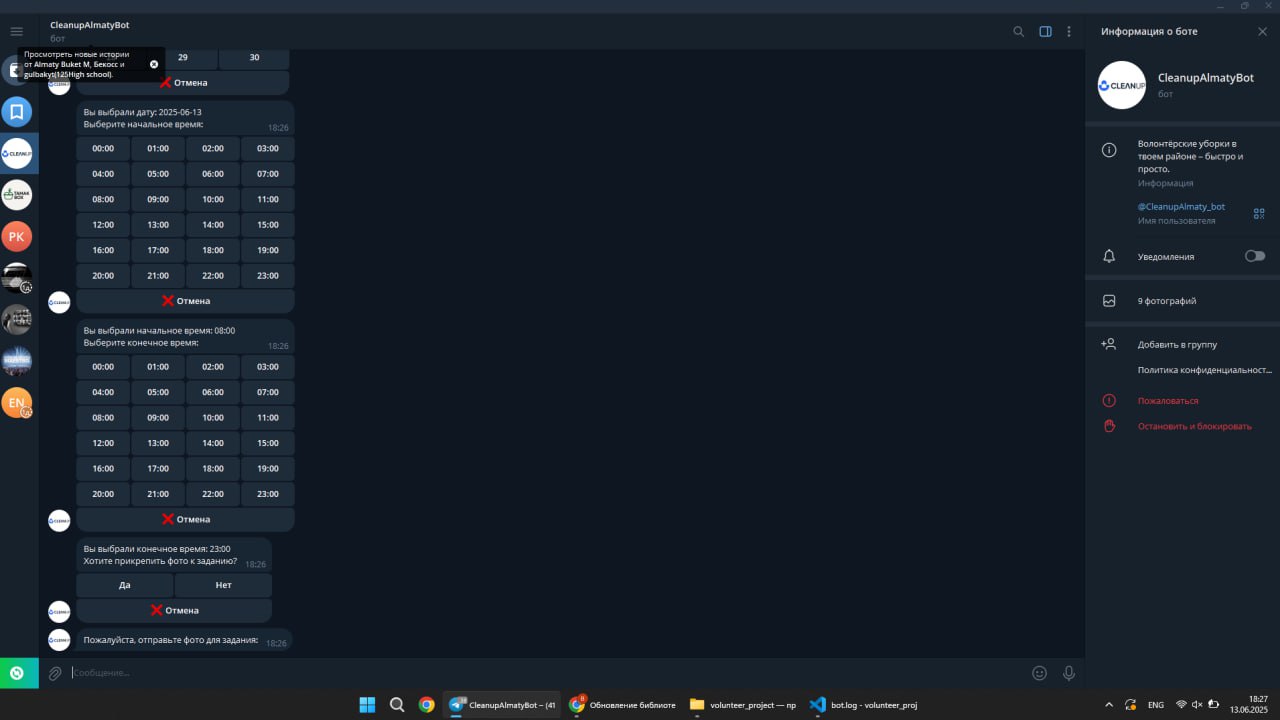 CleanupAlmatyBot
бот
Просмотреть новые истории
от Almaty Buket M, Бекосс и
gulbakyt(125High school).
29 30
❌ Отмена
Вы выбрали дату: 2025-06-13
Выберите начальное время:
18:26
00:00 01:00 02:00 03:00
04:00 05:00 06:00 07:00
08:00 09:00 10:00 11:00
12:00 13:00 14:00 15:00
16:00 17:00 18:00 19:00
20:00 21:00 22:00 23:00
❌ Отмена
Вы выбрали начальное время: 08:00
Выберите конечное время:
18:26
00:00 01:00 02:00 03:00
04:00 05:00 06:00 07:00
08:00 09:00 10:00 11:00
12:00 13:00 14:00 15:00
16:00 17:00 18:00 19:00
20:00 21:00 22:00 23:00
❌ Отмена
Вы выбрали конечное время: 23:00
Хотите прикрепить фото к заданию?
18:26
Да Нет
❌ Отмена
Пожалуйста, отправьте фото для задания:
18:26
Сообщение...
CLEANUP
TAMAK
BOX
РК
MAESTRO
EN
Информация о боте
CLEANUP
CleanupAlmatyBot
бот
Волонтёрские уборки в
твоем районе – быстро и
просто.
Информация
@CleanupAlmaty_bot
Имя пользователя
Уведомления
9 фотографий
Добавить в группу
Политика конфиденциальност...
Пожаловаться
Остановить и блокировать
CleanupAlmatyBot – (41
Обновление библиоте
volunteer_project — пр
bot.log - volunteer_proj
ENG
18:27
13.06.2025